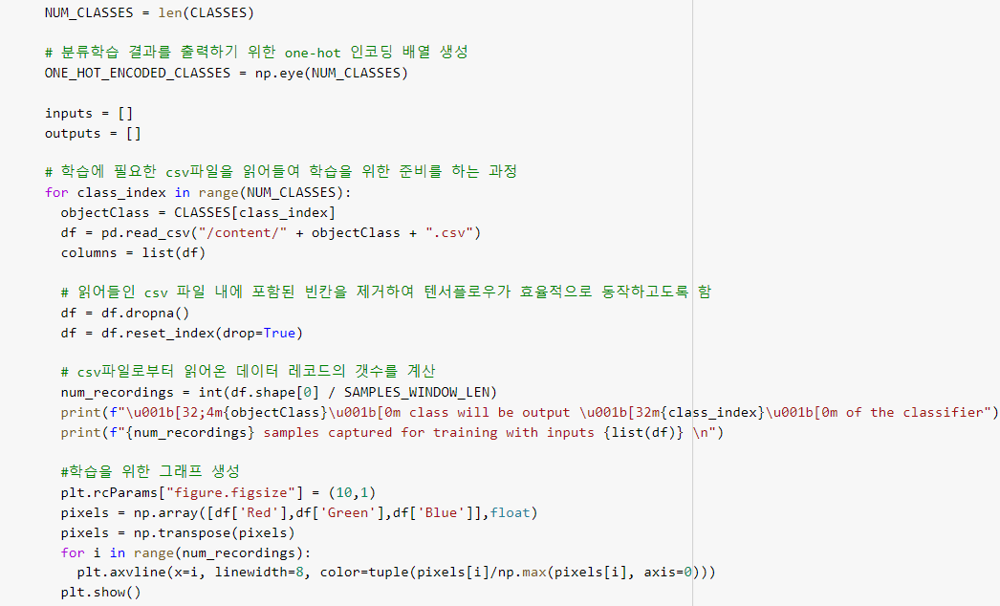 NUM_CLASSES = len(CLASSES)
# 분류학습 결과를 출력하기 위한 one-hot 인코딩 배열 생성
ONE_HOT_ENCODED_CLASSES = np.eye(NUM_CLASSES)
inputs = []
outputs = []
# 학습에 필요한 csv파일을 읽어들여 학습을 위한 준비를 하는 과정
for class_index in range(NUM_CLASSES):
  objectClass = CLASSES[class_index]
  df = pd.read_csv("/content/" + objectClass + ".csv")
  columns = list(df)
  # 읽어들인 csv 파일 내에 포함된 빈칸을 제거하여 텐서플로우가 효율적으로 동작하고도록 함
  df = df.dropna()
  df = df.reset_index(drop=True)
  # csv파일로부터 읽어온 데이터 레코드의 갯수를 계산
  num_recordings = int(df.shape[0] / SAMPLES_WINDOW_LEN)
  print(f"\u001b[32;4m{objectClass}\u001b[0m class will be output \u001b[32m{class_index}\u001b[0m of the classifier")
  print(f"{num_recordings} samples captured for training with inputs {list(df)} \n")
  #학습을 위한 그래프 생성
  plt.rcParams["figure.figsize"] = (10,1)
  pixels = np.array([df['Red'],df['Green'],df['Blue']],float)
  pixels = np.transpose(pixels)
  for i in range(num_recordings):
    plt.axvline(x=i, linewidth=8, color=tuple(pixels[i]/np.max(pixels[i], axis=0)))
  plt.show()